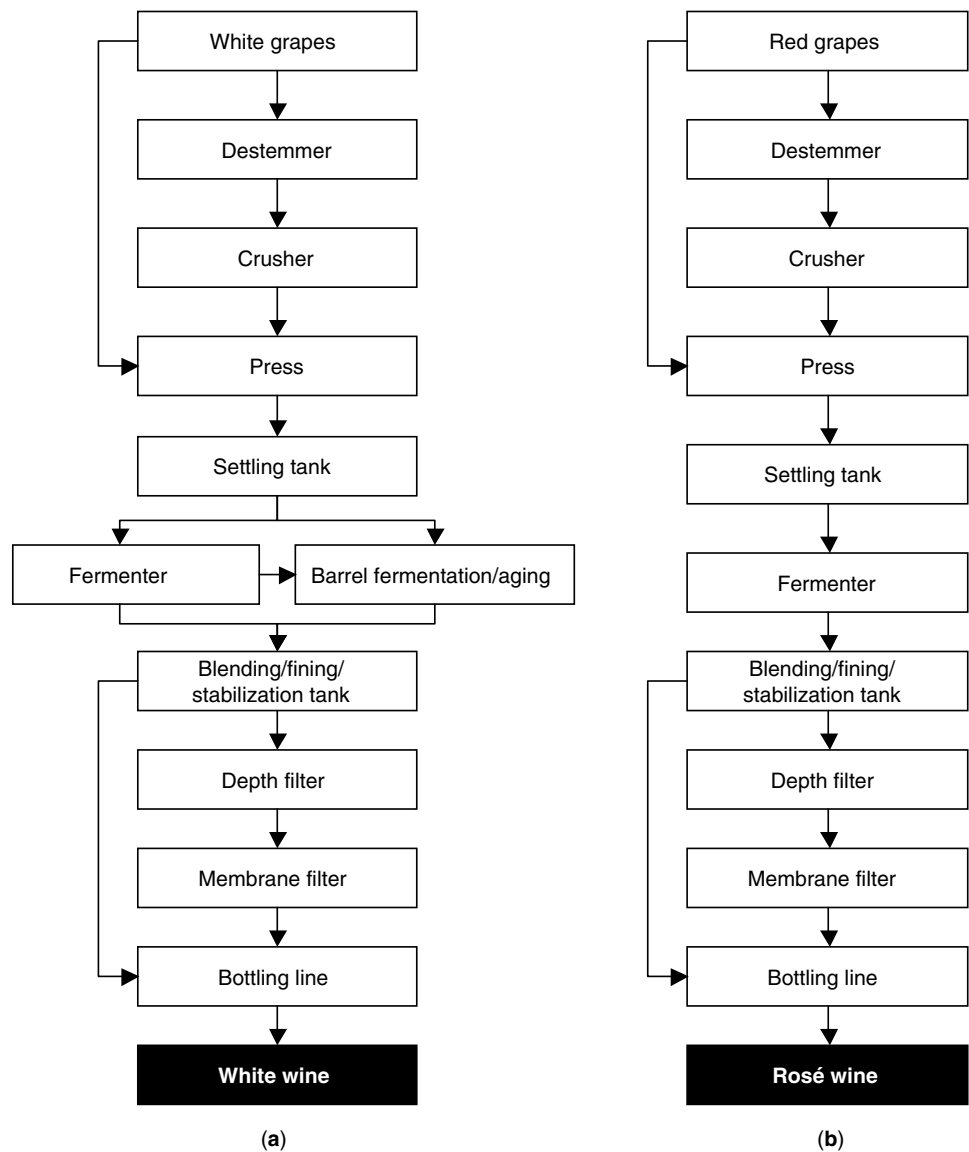 White grapes
Destemmer
Crusher
Press
Settling tank
Fermenter
Barrel fermentation/aging
Blending/fining/
stabilization tank
Depth filter
Membrane filter
Bottling line
White wine
(a)
Red grapes
Destemmer
Crusher
Press
Settling tank
Fermenter
Blending/fining/
stabilization tank
Depth filter
Membrane filter
Bottling line
Rosé wine
(b)